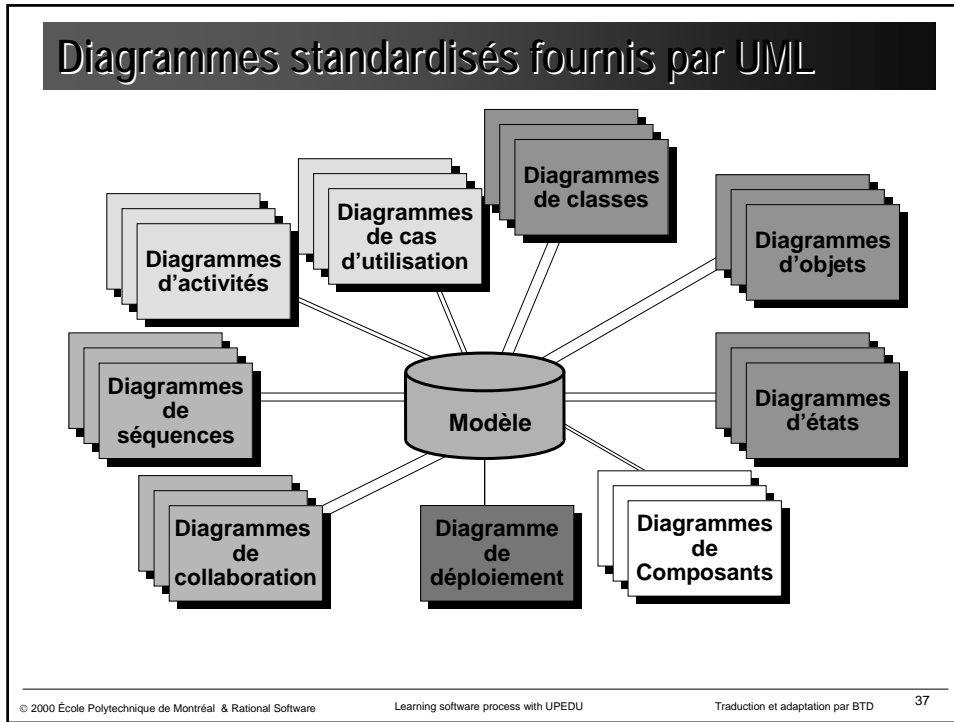 Diagrammes standardisés fournis par UML
Diagrammes
de classes
Diagrammes
de cas
d'utilisation
Diagrammes
d'activités
Diagrammes
d'objets
Diagrammes
de
séquences
Modèle
Diagrammes
d'états
Diagrammes
de
collaboration
Diagramme
de
déploiement
Diagrammes
de
Composants
© 2000 École Polytechnique de Montréal & Rational Software
Learning software process with UPEDU
Traduction et adaptation par BTD
37